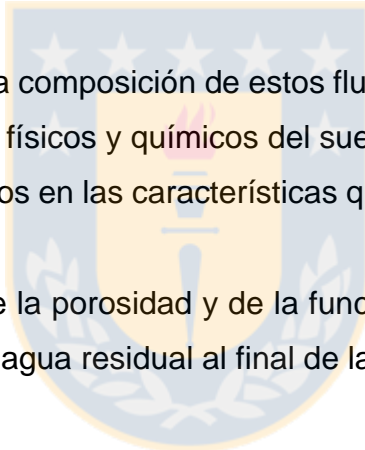 a composición de estos flu
físicos y químicos del sue
os en las características q
e la porosidad y de la func
agua residual al final de la